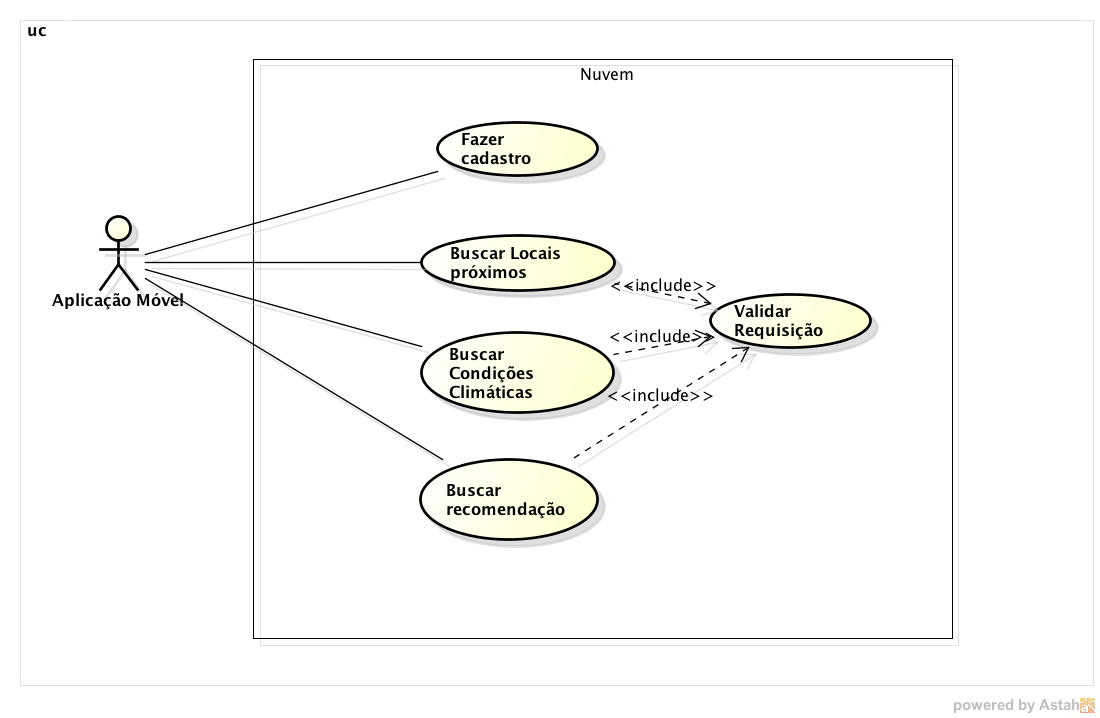 uc
Nuvem
Fazer
cadastro
Buscar Locais
próximos
<<include>>
Aplicação Móvel
Validar
Requisição
<<include>>
Buscar
Condições
Climáticas
<<include>>
Buscar
recomendação
powered by Astah